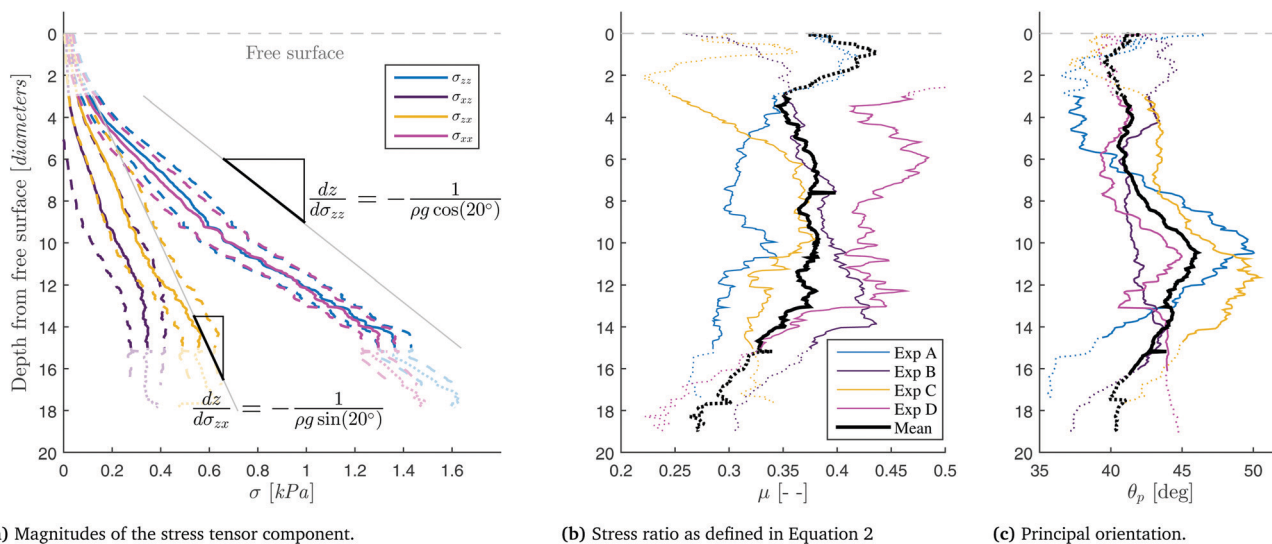 0
2
4
6
8
10
12
14
16
18
20
Depth from free surface [diameters]
Free surface
σzz
σxz
σzx
σxx
dz/dσzz = − 1/ρg cos(20°)
dz/dσzx = − 1/ρg sin(20°)
0 0.2 0.4 0.6 0.8 1 1.2 1.4 1.6
σ [kPa]
0
2
4
6
8
10
12
14
16
18
20
Exp A
Exp B
Exp C
Exp D
Mean
0.2 0.25 0.3 0.35 0.4 0.45 0.5
μ [- -]
0
2
4
6
8
10
12
14
16
18
20
35 40 45 50
θp [deg]
) Magnitudes of the stress tensor component.
(b) Stress ratio as defined in Equation 2
(c) Principal orientation.